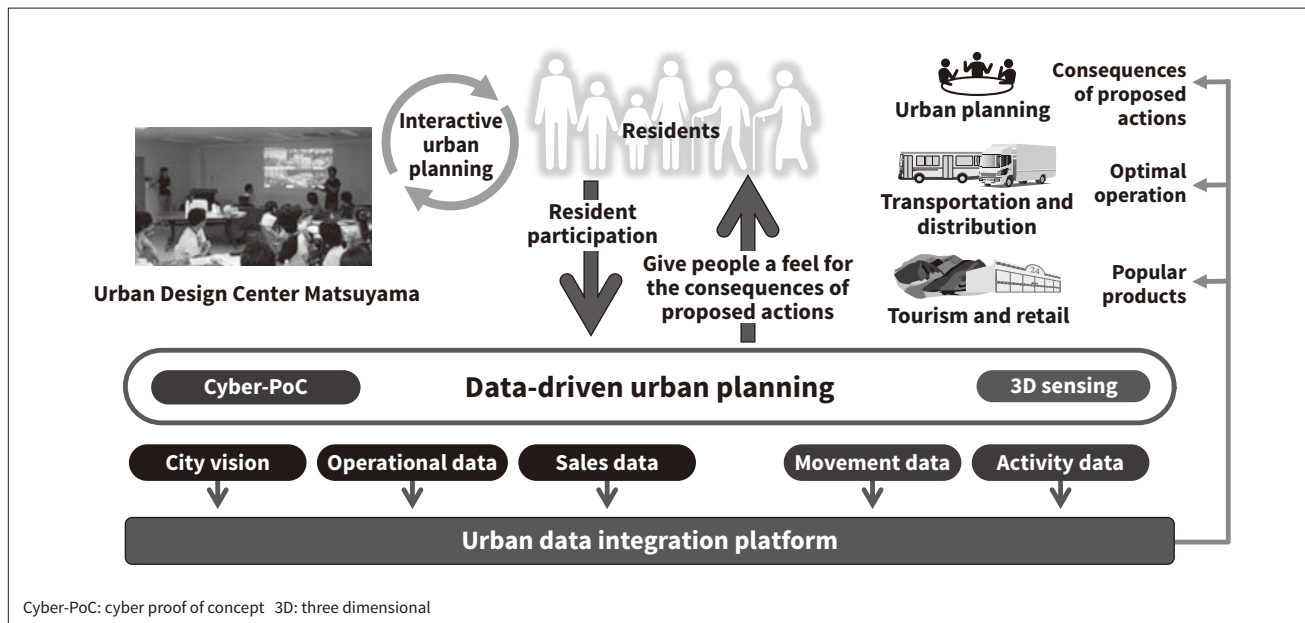 Interactive
urban
planning
Residents
Urban planning
Consequences
of proposed
actions
Transportation and
distribution
Optimal
operation
24
Tourism and retail
Popular
products
Urban Design Center Matsuyama
Resident
participation
Give people a feel for
the consequences of
proposed actions
Cyber-PoC
Data-driven urban planning
3D sensing
City vision
Operational data
Sales data
Movement data
Activity data
Urban data integration platform
Cyber-PoC: cyber proof of concept 3D: three dimensional